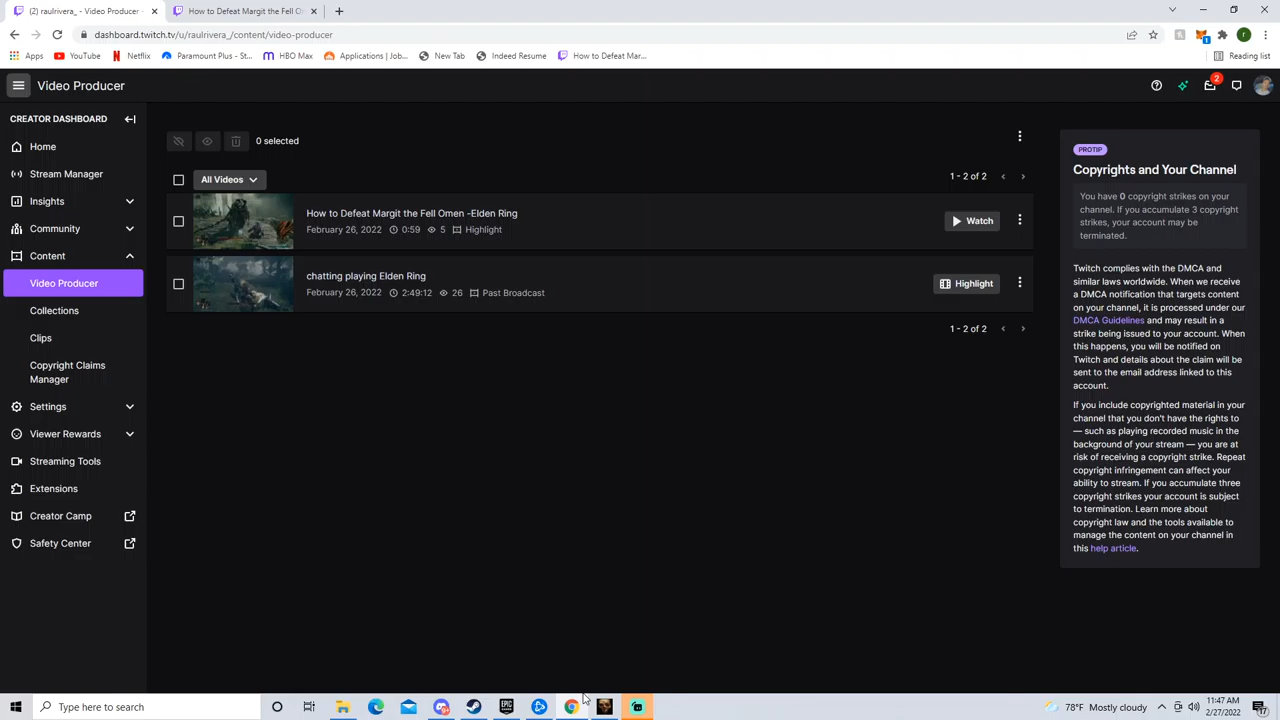 (2) raulrivera_ - Video Producer -
How to Defeat Margit the Fell O
dashboard.twitch.tv/u/raulrivera_/content/video-producer
Apps
YouTube
Netflix
Paramount Plus - St...
HBO Max
Applications | Job...
New Tab
Indeed Resume
How to Defeat Mar...
Reading list
Video Producer
2
CREATOR DASHBOARD
Home
Stream Manager
Insights
Community
Content
Video Producer
Collections
Clips
Copyright Claims
Manager
Settings
Viewer Rewards
Streaming Tools
Extensions
Creator Camp
Safety Center
0 selected
All Videos
1 - 2 of 2
How to Defeat Margit the Fell Omen -Elden Ring
February 26, 2022 0:59 5 Highlight
Watch
chatting playing Elden Ring
February 26, 2022 2:49:12 26 Past Broadcast
Highlight
1 - 2 of 2
PROTIP
Copyrights and Your Channel
You have 0 copyright strikes on your
channel. If you accumulate 3 copyright
strikes, your account may be
terminated.
Twitch complies with the DMCA and
similar laws worldwide. When we receive
a DMCA notification that targets content
on your channel, it is processed under our
DMCA Guidelines and may result in a
strike being issued to your account. When
this happens, you will be notified on
Twitch and details about the claim will be
sent to the email address linked to this
account.
If you include copyrighted material in your
channel that you don't have the rights to
— such as playing recorded music in the
background of your stream — you are at
risk of receiving a copyright strike. Repeat
copyright infringement can affect your
ability to stream. If you accumulate three
copyright strikes your account is subject
to termination. Learn more about
copyright law and the tools available to
manage the content on your channel in
this help article.
Type here to search
EPIC
78°F Mostly cloudy
11:47 AM
2/27/2022
17